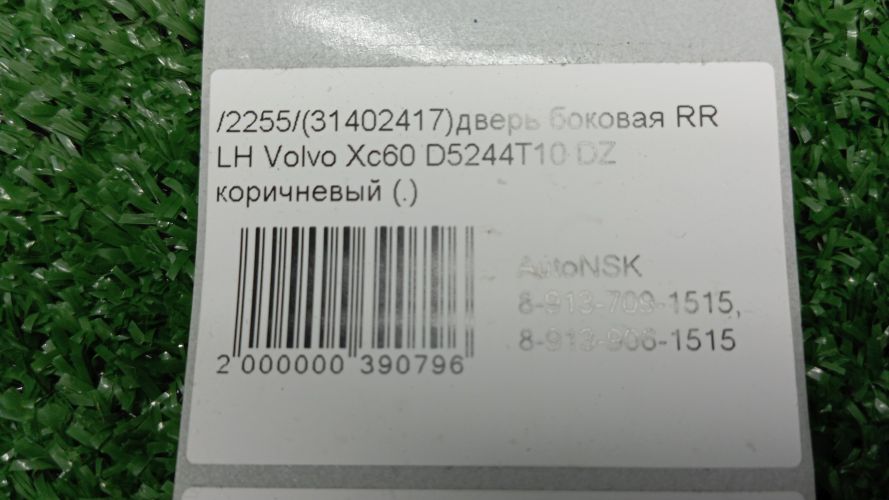 /2255/(31402417)дверь боковая RR
LH Volvo Xc60 D5244T10 DZ
коричневый (.)
AutoNSK
8-913-709-1515,
8-913-906-1515
2 000000 390796